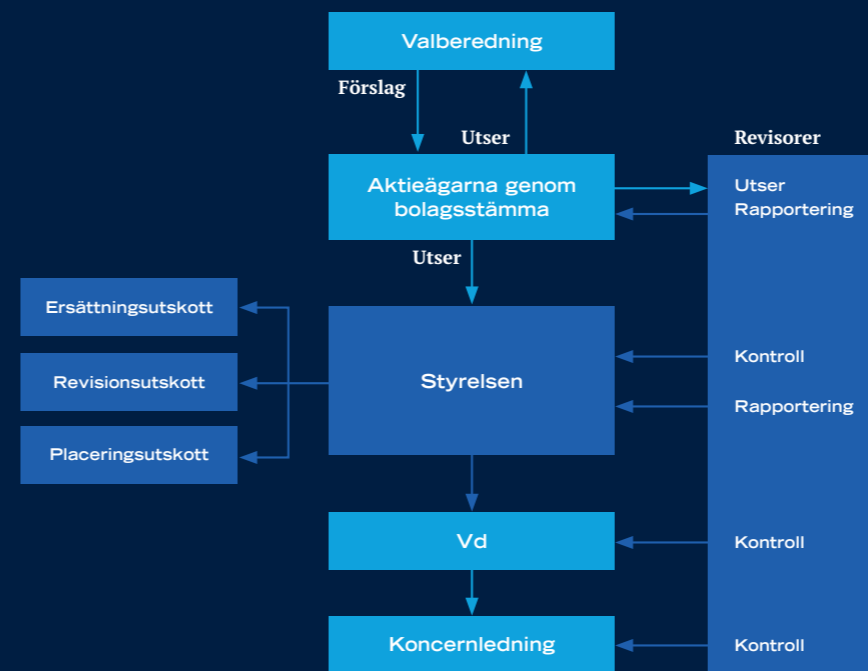 Valberedning
Förslag
Utser
Revisorer
Aktieägarna genom
bolagsstämma
Utser
Rapportering
Utser
Ersättningsutskott
Revisionsutskott
Placeringsutskott
Styrelsen
Kontroll
Rapportering
Vd
Kontroll
Koncernledning
Kontroll